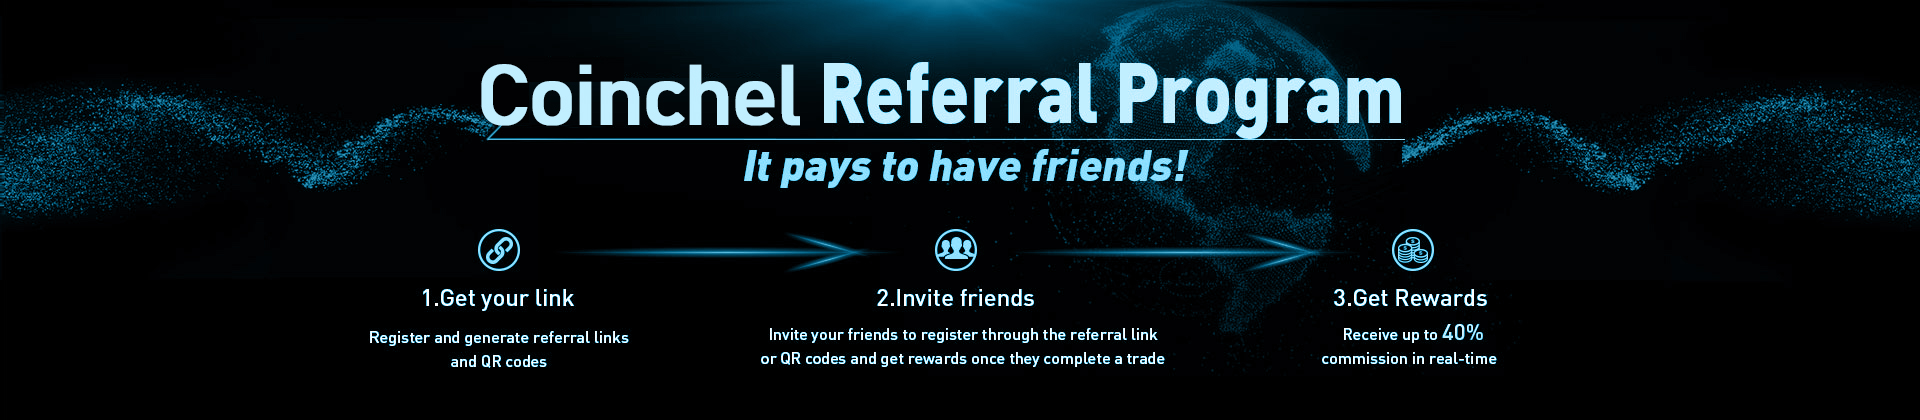 Coinchel Referral Program
It pays to have friends!
1.Get your link
Register and generate referral links
and QR codes
2.Invite friends
Invite your friends to register through the referral link
or QR codes and get rewards once they complete a trade
3.Get Rewards
Receive up to 40%
commission in real-time